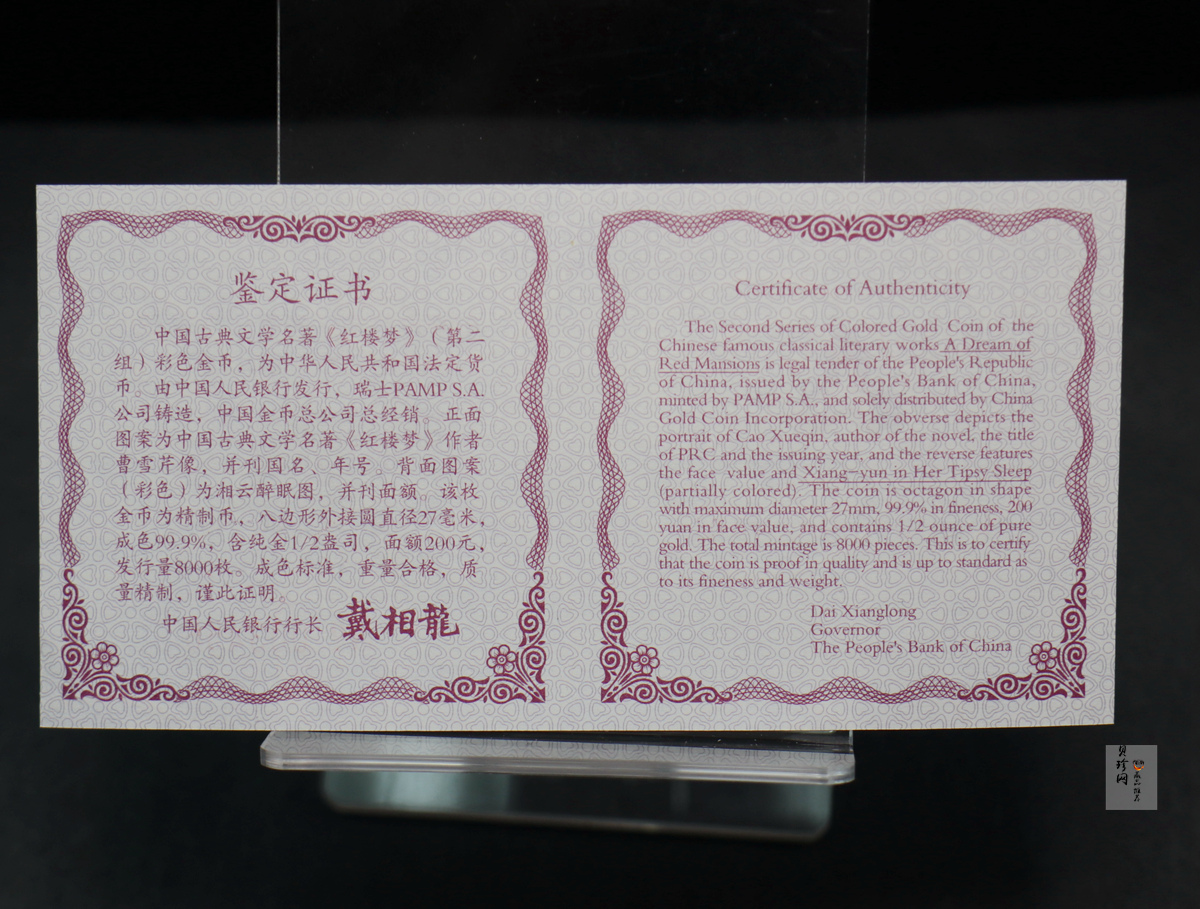 鉴定证书
中国古典文学名著《红楼梦》（第二
组）彩色金币，为中华人民共和国法定货
币。由中国人民银行发行，瑞士PAMP S.A.
公司铸造，中国金币总公司总经销。正面
图案为中国古典文学名著《红楼梦》作者
曹雪芹像，并刊国名、年号。背面图案
（彩色）为湘云醉眠图，并刊面额。该枚
金币为精制币，八边形外接圆直径27毫米，
成色99.9%，含纯金1/2盎司，面额200元，
发行量8000枚。成色标准，重量合格，质
量精制，谨此证明。
中国人民银行行长 戴相龍
Certificate of Authenticity
The Second Series of Colored Gold Coin of the
Chinese famous classical literary works A Dream of
Red Mansions is legal tender of the People's Republic
of China, issued by the People's Bank of China,
minted by PAMP S.A., and solely distributed by China
Gold Coin Incorporation. The obverse depicts the
portrait of Cao Xueqin, author of the novel, the title
of PRC and the issuing year, and the reverse features
the face value and Xiang-yun in Her Tipsy Sleep
(partially colored). The coin is octagon in shape
with maximum diameter 27mm, 99.9% in fineness, 200
yuan in face value, and contains 1/2 ounce of pure
gold. The total mintage is 8000 pieces. This is to certify
that the coin is proof in quality and is up to standard as
to its fineness and weight.
Dai Xianglong
Governor
The People's Bank of China
贝珍网